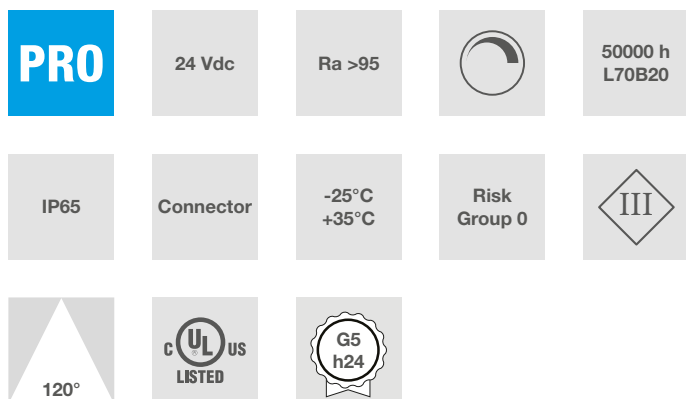 PRO
24 Vdc
Ra >95
50000 h
L70B20
IP65
Connector
-25°C
+35°C
Risk
Group 0
III
120°
C UL US
®
LISTED
G5
h24